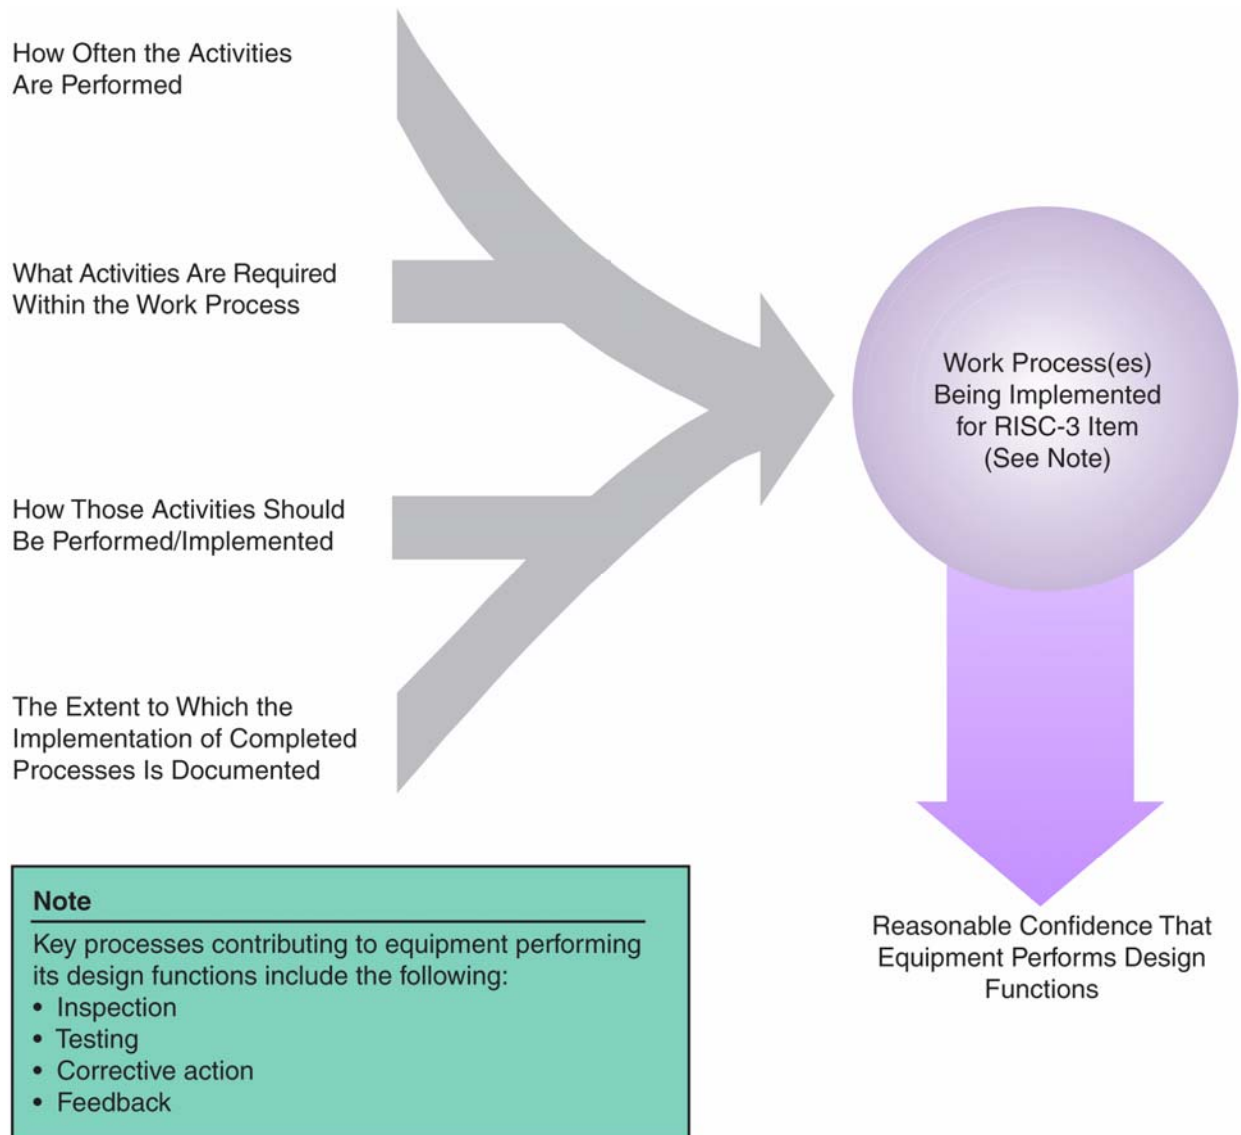 How Often the Activities
Are Performed
What Activities Are Required
Within the Work Process
How Those Activities Should
Be Performed/Implemented
The Extent to Which the
Implementation of Completed
Processes Is Documented
Work Process(es)
Being Implemented
for RISC-3 Item
(See Note)
Reasonable Confidence That
Equipment Performs Design
Functions
Note
Key processes contributing to equipment performing
its design functions include the following:
• Inspection
• Testing
• Corrective action
• Feedback